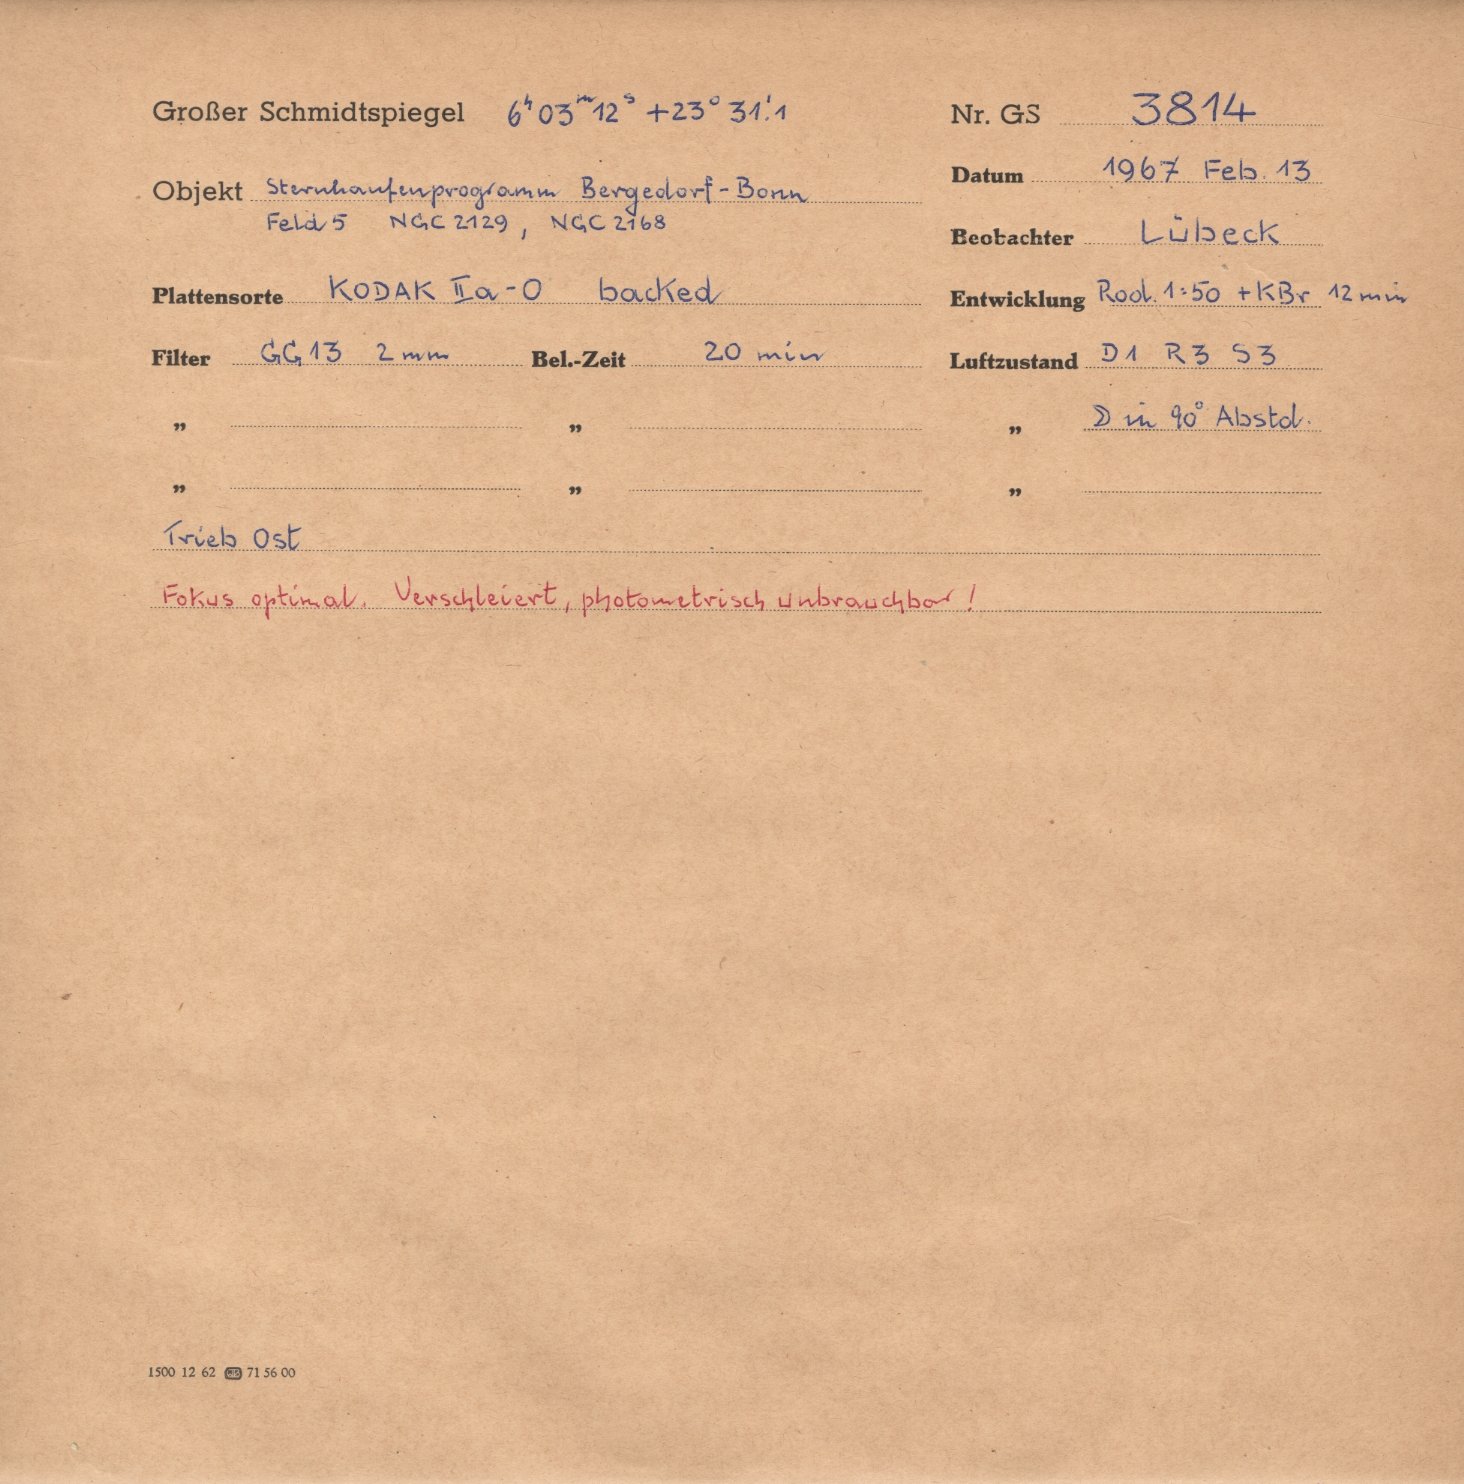 Großer Schmidtspiegel 6ʰ03ᵐ12ˢ +23° 31'.1 Nr. GS 3814
Objekt Sternhaufenprogramm Bergedorf-Bonn Datum 1967 Feb. 13
Feld 5 NGC 2129, NGC 2168
Beobachter Lübeck
Plattensorte KODAK IIa-O backed Entwicklung Rod. 1:50 +KBr 12 min
Filter GG13 2 mm Bel.-Zeit 20 min Luftzustand D1 R3 S3
„ „ „ in 90° Abstd.
„ „ „
Trieb Ost
Fokus optimal. Verschleiert, photometrisch unbrauchbar!
1500 12 62 71 56 00